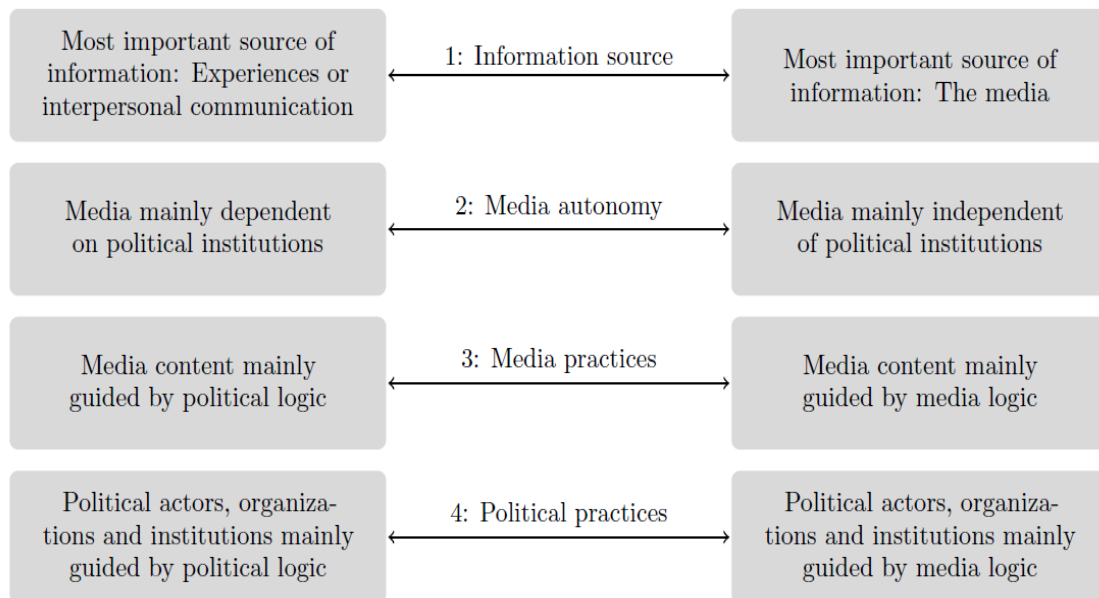 Most important source of
information: Experiences or
interpersonal communication
1: Information source
Most important source of
information: The media
Media mainly dependent
on political institutions
2: Media autonomy
Media mainly independent
of political institutions
Media content mainly
guided by political logic
3: Media practices
Media content mainly
guided by media logic
Political actors, organiza-
tions and institutions mainly
guided by political logic
4: Political practices
Political actors, organiza-
tions and institutions mainly
guided by media logic